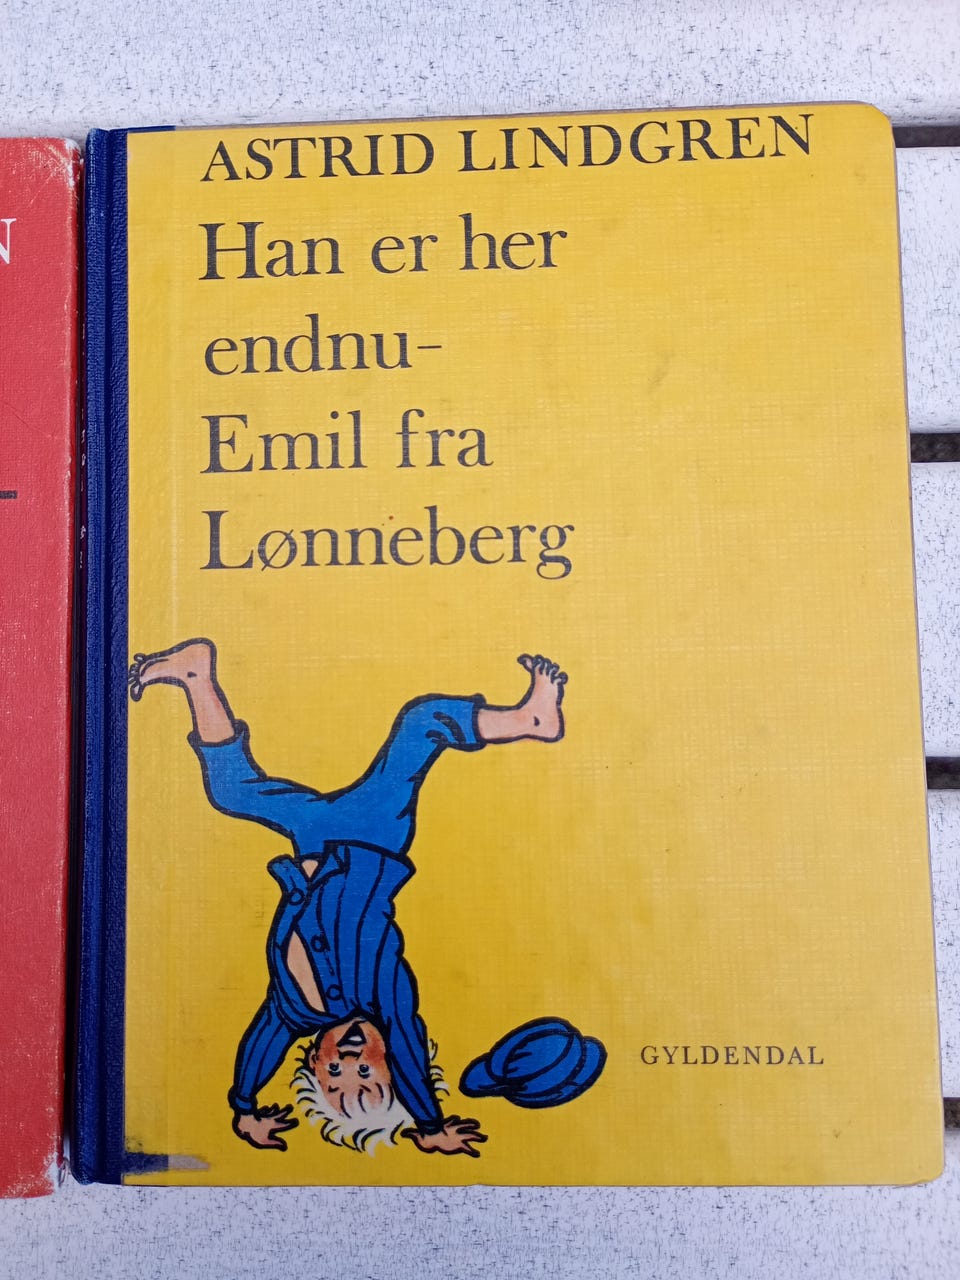 ASTRID LINDGREN
Han er her
endnu-
Emil fra
Lønneberg
GYLDENDAL
N